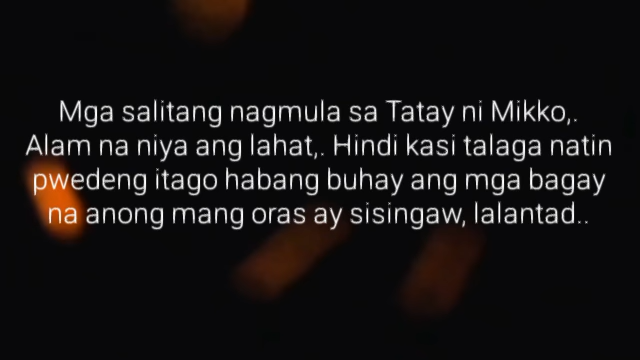 Mga salitang nagmula sa Tatay ni Mikko,.
Alam na niya ang lahat,. Hindi kasi talaga natin
pwedeng itago habang buhay ang mga bagay
na anong mang oras ay sisingaw, lalantad..